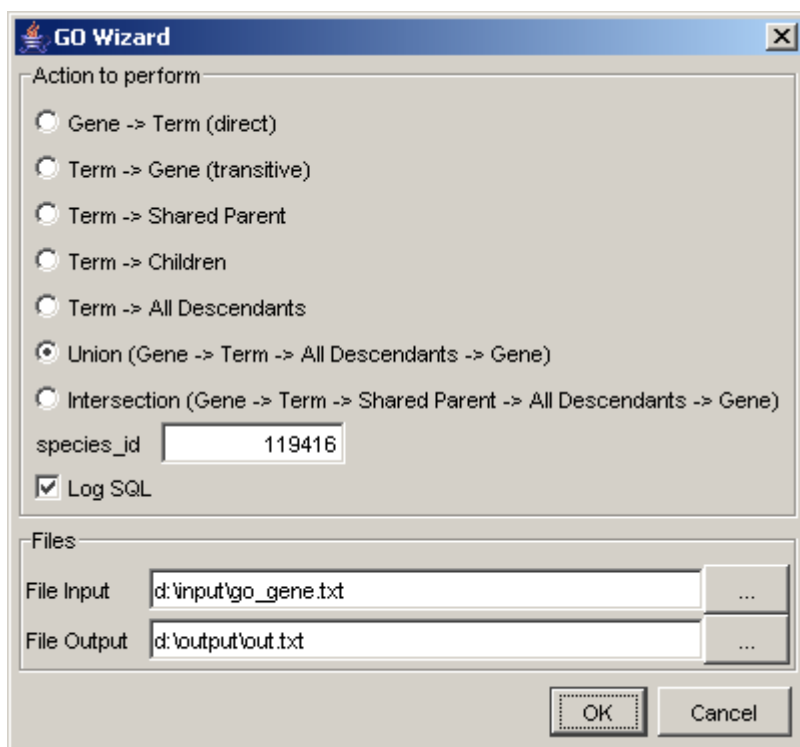 GO Wizard
Action to perform
Gene -> Term (direct)
Term -> Gene (transitive)
Term -> Shared Parent
Term -> Children
Term -> All Descendants
Union (Gene -> Term -> All Descendants -> Gene)
Intersection (Gene -> Term -> Shared Parent -> All Descendants -> Gene)
species_id 119416
Log SQL
Files
File Input d:\input\go_gene.txt ...
File Output d:\output\out.txt ...
OK Cancel